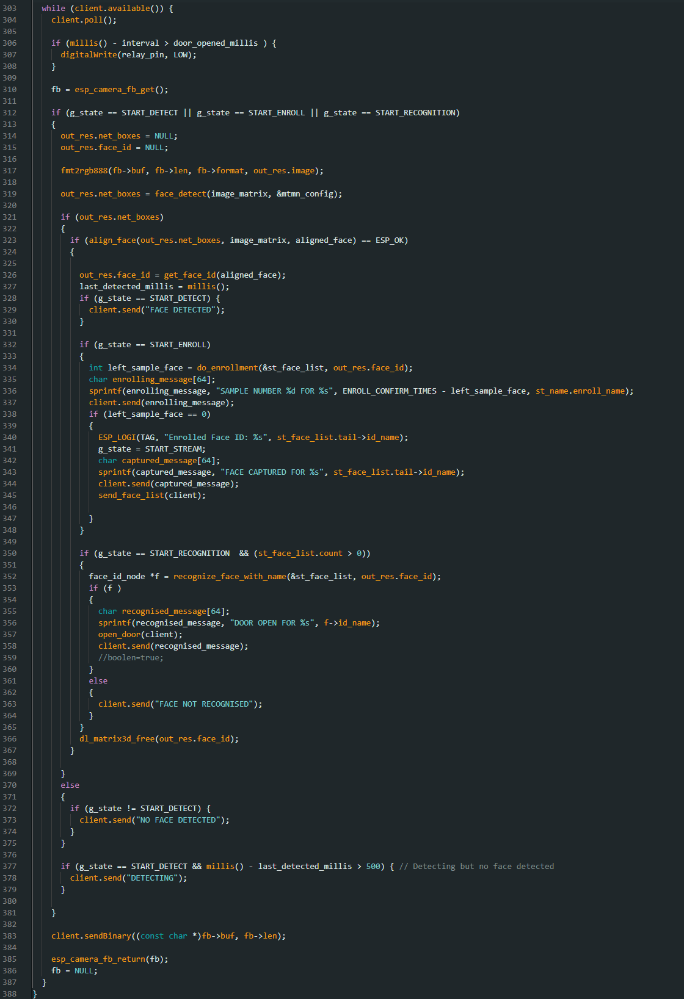 303 while (client.available()) {
304 client.poll();
305
306 if (millis() - interval > door_opened_millis ) {
307 digitalWrite(relay_pin, LOW);
308 }
309
310 fb = esp_camera_fb_get();
311
312 if (g_state == START_DETECT || g_state == START_ENROLL || g_state == START_RECOGNITION)
313 {
314 out_res.net_boxes = NULL;
315 out_res.face_id = NULL;
316
317 fmt2rgb888(fb->buf, fb->len, fb->format, out_res.image);
318
319 out_res.net_boxes = face_detect(image_matrix, &mtmn_config);
320
321 if (out_res.net_boxes)
322 {
323 if (align_face(out_res.net_boxes, image_matrix, aligned_face) == ESP_OK)
324 {
325
326 out_res.face_id = get_face_id(aligned_face);
327 last_detected_millis = millis();
328 if (g_state == START_DETECT) {
329 client.send("FACE DETECTED");
330 }
331
332 if (g_state == START_ENROLL)
333 {
334 int left_sample_face = do_enrollment(&st_face_list, out_res.face_id);
335 char enrolling_message[64];
336 sprintf(enrolling_message, "SAMPLE NUMBER %d FOR %s", ENROLL_CONFIRM_TIMES - left_sample_face, st_name.enroll_name);
337 client.send(enrolling_message);
338 if (left_sample_face == 0)
339 {
340 ESP_LOGI(TAG, "Enrolled Face ID: %s", st_face_list.tail->id_name);
341 g_state = START_STREAM;
342 char captured_message[64];
343 sprintf(captured_message, "FACE CAPTURED FOR %s", st_face_list.tail->id_name);
344 client.send(captured_message);
345 send_face_list(client);
346
347 }
348 }
349
350 if (g_state == START_RECOGNITION  && (st_face_list.count > 0))
351 {
352 face_id_node *f = recognize_face_with_name(&st_face_list, out_res.face_id);
353 if (f )
354 {
355 char recognised_message[64];
356 sprintf(recognised_message, "DOOR OPEN FOR %s", f->id_name);
357 open_door(client);
358 client.send(recognised_message);
359 //boolen=true;
360 }
361 else
362 {
363 client.send("FACE NOT RECOGNISED");
364 }
365 }
366 dl_matrix3d_free(out_res.face_id);
367 }
368
369 }
370 else
371 {
372 if (g_state != START_DETECT) {
373 client.send("NO FACE DETECTED");
374 }
375 }
376
377 if (g_state == START_DETECT && millis() - last_detected_millis > 500) { // Detecting but no face detected
378 client.send("DETECTING");
379 }
380
381 }
382
383 client.sendBinary((const char *)fb->buf, fb->len);
384
385 esp_camera_fb_return(fb);
386 fb = NULL;
387 }
388 }